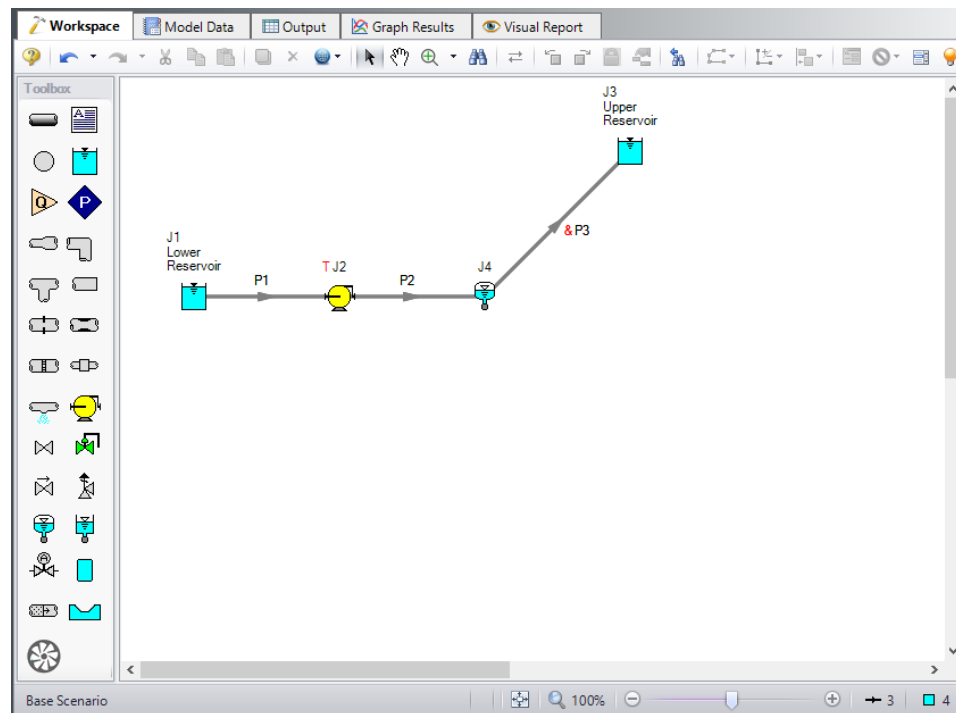 Workspace Model Data Output Graph Results Visual Report
Toolbox
A
Q P
A
J3
Upper
Reservoir
& P3
J1
Lower
Reservoir
P1
T J2
P2
J4
Base Scenario 100% 3 4